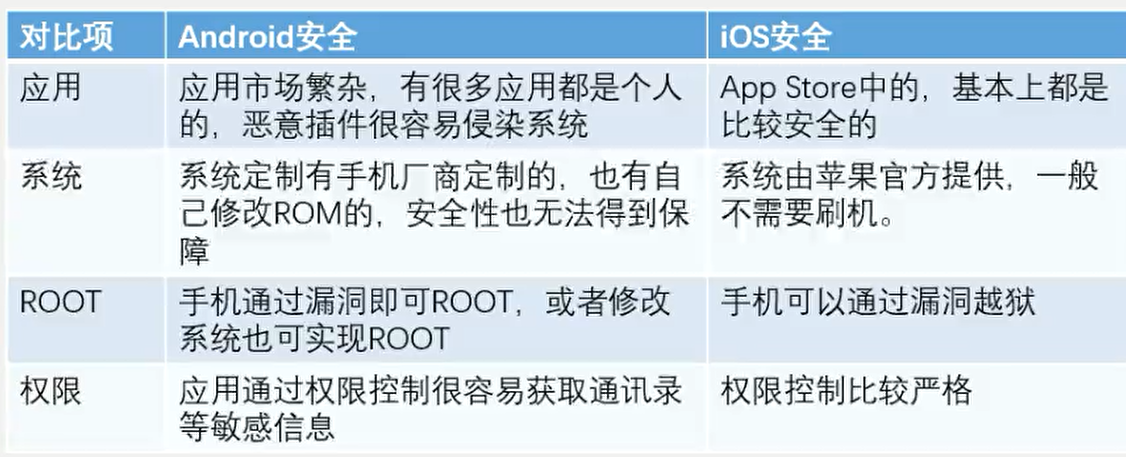 对比项 Android安全 iOS安全
应用 应用市场繁杂，有很多应用都是个人 App Store中的，基本上都是
的，恶意插件很容易侵染系统 比较安全的
系统 系统定制有手机厂商定制的，也有自 系统由苹果官方提供，一般
己修改ROM的，安全性也无法得到保 不需要刷机。
障
ROOT 手机通过漏洞即可ROOT，或者修改 手机可以通过漏洞越狱
系统也可实现ROOT
权限 应用通过权限控制很容易获取通讯录 权限控制比较严格
等敏感信息